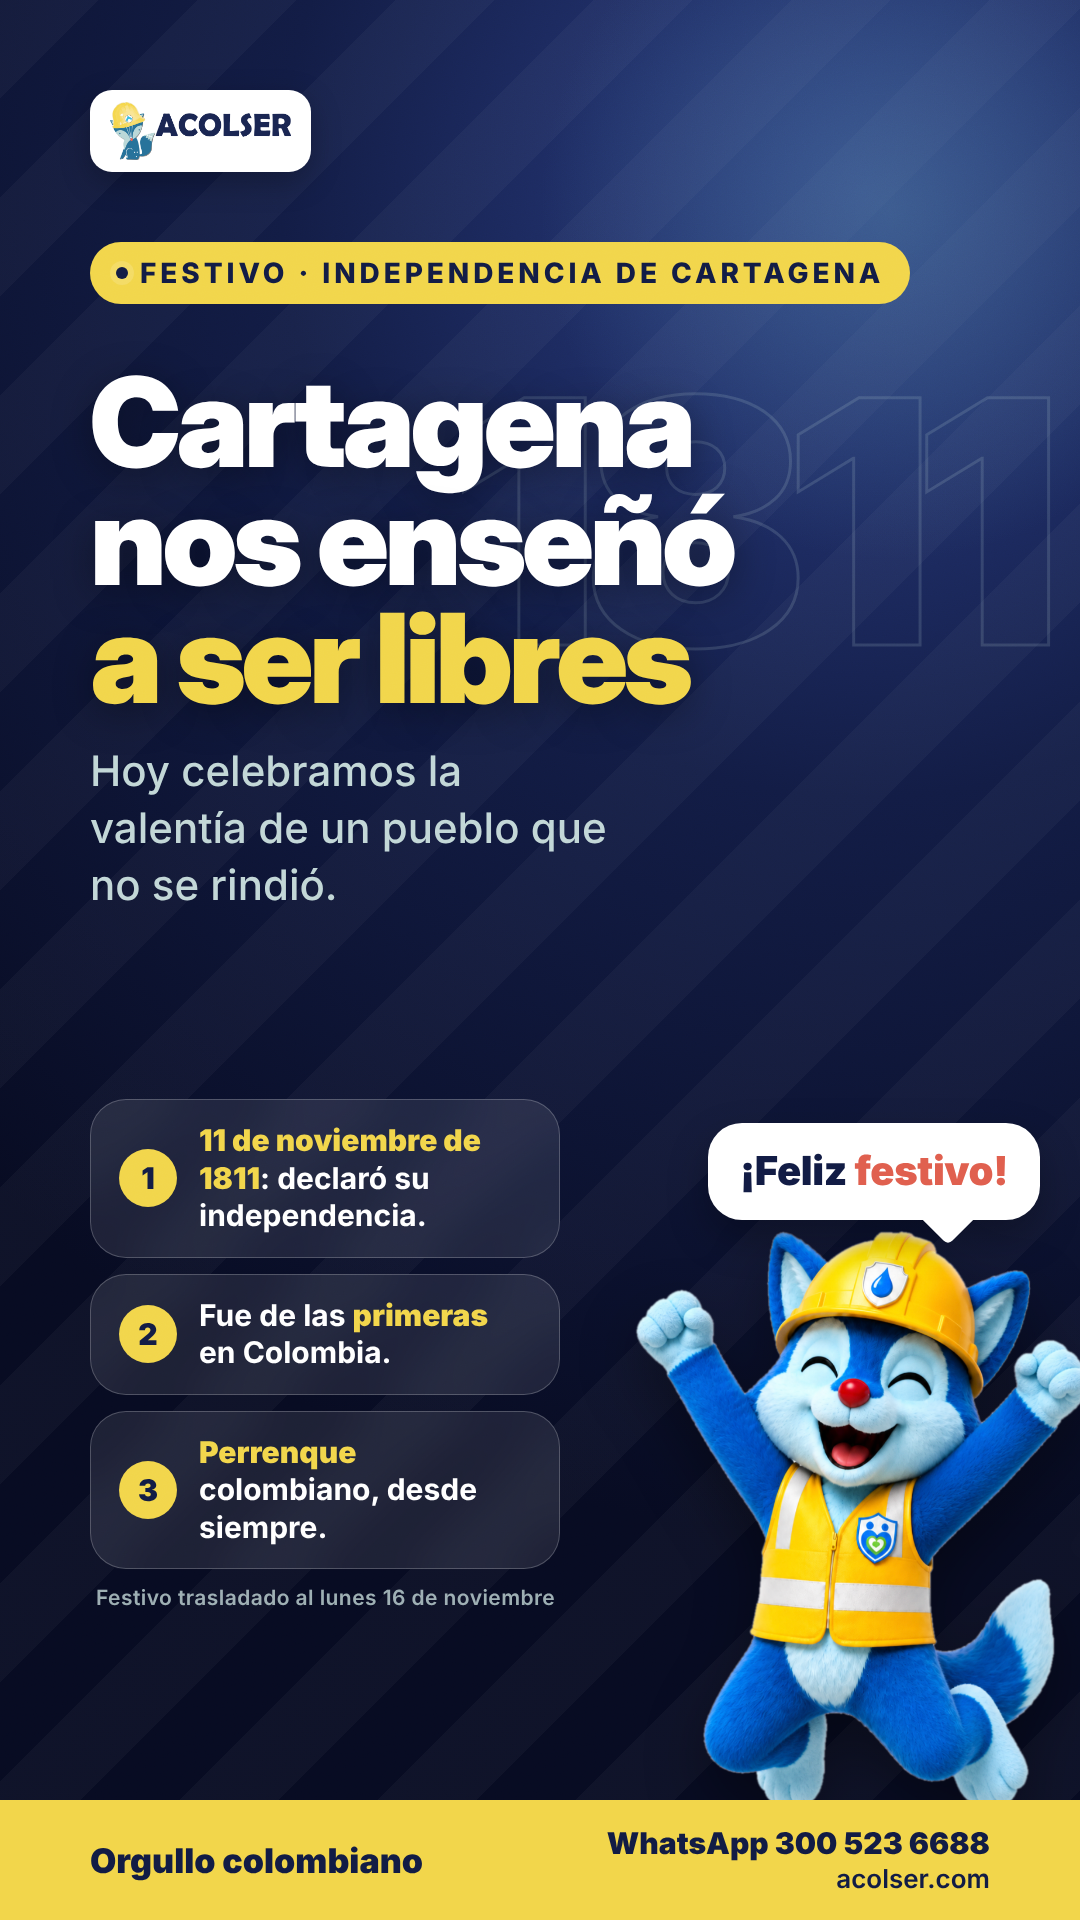 ACOLSER
FESTIVO · INDEPENDENCIA DE CARTAGENA
1811
Cartagena
nos enseñó
a ser libres
Hoy celebramos la
valentía de un pueblo que
no se rindió.
1
11 de noviembre de
1811: declaró su
independencia.
2
Fue de las primeras
en Colombia.
3
Perrenque
colombiano, desde
siempre.
Festivo trasladado al lunes 16 de noviembre
¡Feliz festivo!
Orgullo colombiano
WhatsApp 300 523 6688
acolser.com